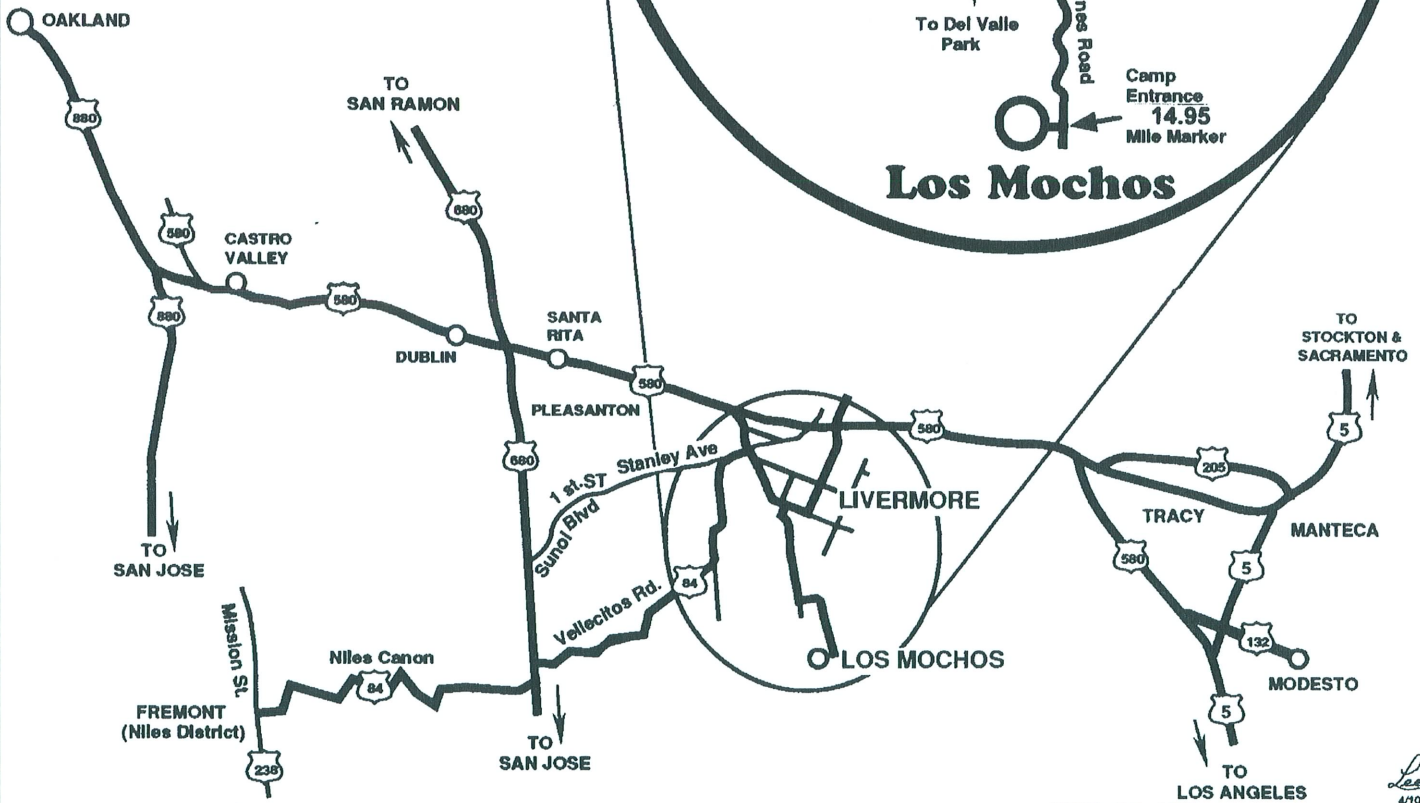 OAKLAND
880
TO
SAN RAMON
680
580
CASTRO
VALLEY
580
880
DUBLIN
SANTA
RITA
580
PLEASANTON
680
TO
SAN JOSE
1 st-ST
Stanley Ave
Sunol Blvd
Vellecitos Rd.
84
Mission St.
Niles Canon
84
FREMONT
(Niles District)
238
TO
SAN JOSE
To Del Valle
Park
Road
Camp
Entrance
14.95
Mile Marker
Los Mochos
580
LIVERMORE
LOS MOCHOS
TO
STOCKTON &
SACRAMENTO
5
205
TRACY
MANTECA
580
5
132
MODESTO
5
TO
LOS ANGELES